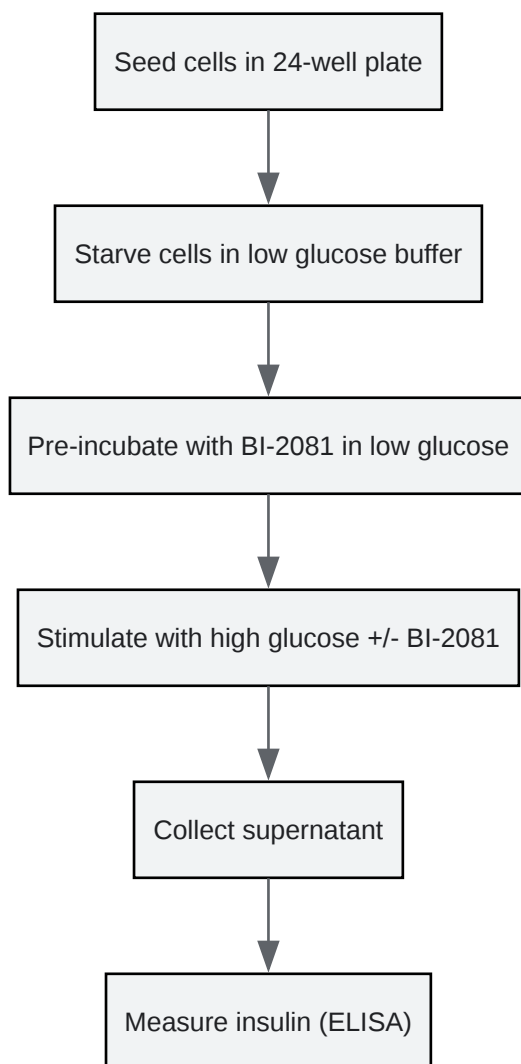 Seed cells in 24-well plate
Starve cells in low glucose buffer
Pre-incubate with BI-2081 in low glucose
Stimulate with high glucose +/- BI-2081
Collect supernatant
Measure insulin (ELISA)